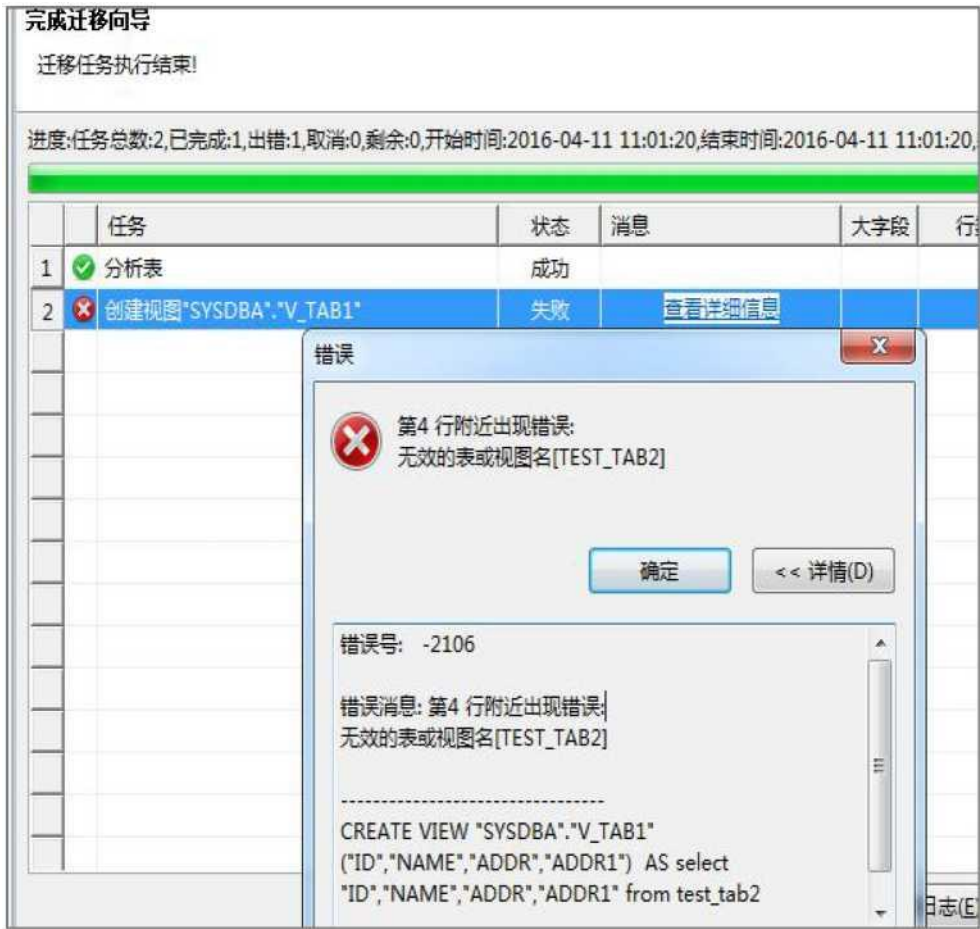 完成迁移向导
迁移任务执行结束!
进度:任务总数:2,已完成:1,出错:1,取消:0,剩余:0,开始时间:2016-04-11 11:01:20,结束时间:2016-04-11 11:01:20,
任务 状态 消息 大字段 行
1 分析表 成功
2 创建视图"SYSDBA"."V_TAB1" 失败 查看详细信息
错误
第4 行附近出现错误:
无效的表或视图名[TEST_TAB2]
确定 << 详情(D)
错误号: -2106
错误消息: 第4 行附近出现错误:
无效的表或视图名[TEST_TAB2]
---------------------------------
CREATE VIEW "SYSDBA"."V_TAB1"
("ID","NAME","ADDR","ADDR1") AS select
"ID","NAME","ADDR","ADDR1" from test_tab2
日志(E